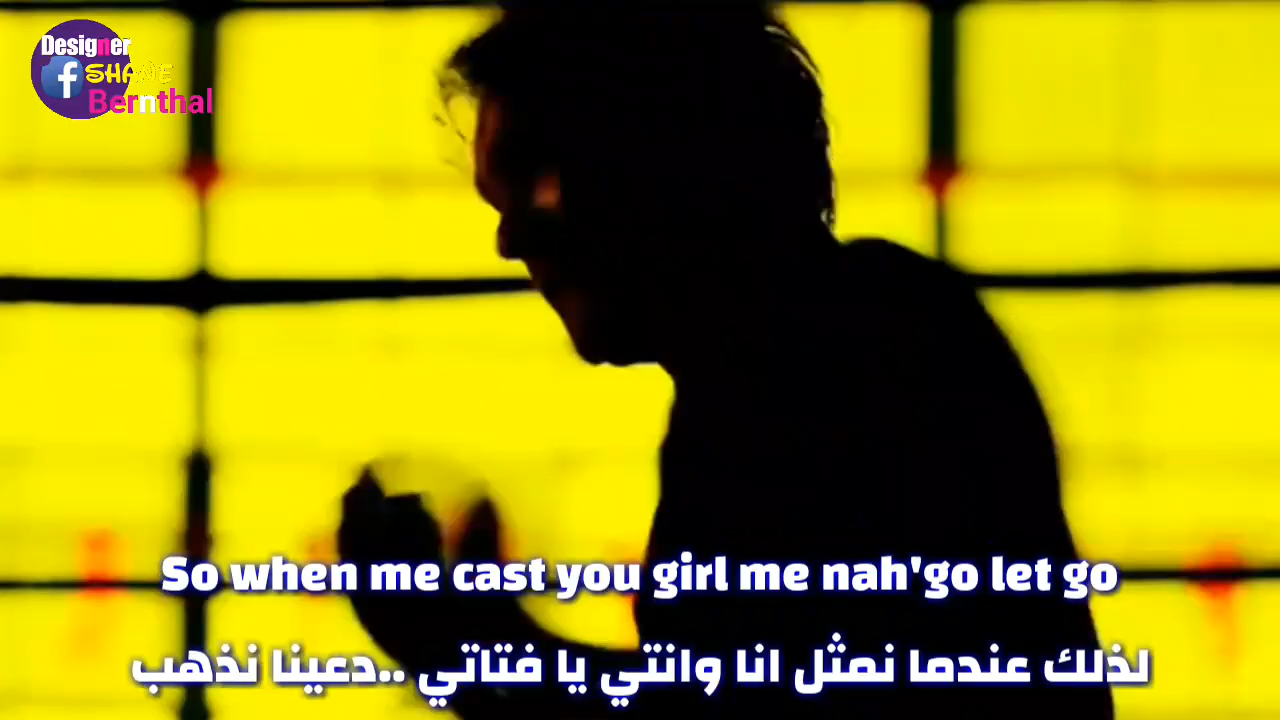 Designer
f SHANE
Bernthal
So when me cast you girl me nah'go let go
لذلك عندما نمثل انا وانتي يا فتاتي ..دعينا نذهب